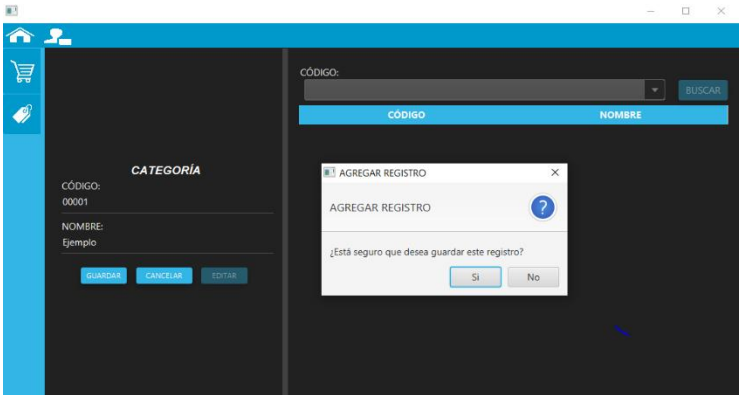 CÓDIGO:
BUSCAR
CÓDIGO NOMBRE
CATEGORÍA
CÓDIGO:
00001
NOMBRE:
Ejemplo
GUARDAR CANCELAR EDITAR
AGREGAR REGISTRO
AGREGAR REGISTRO
¿Está seguro que desea guardar este registro?
Si No